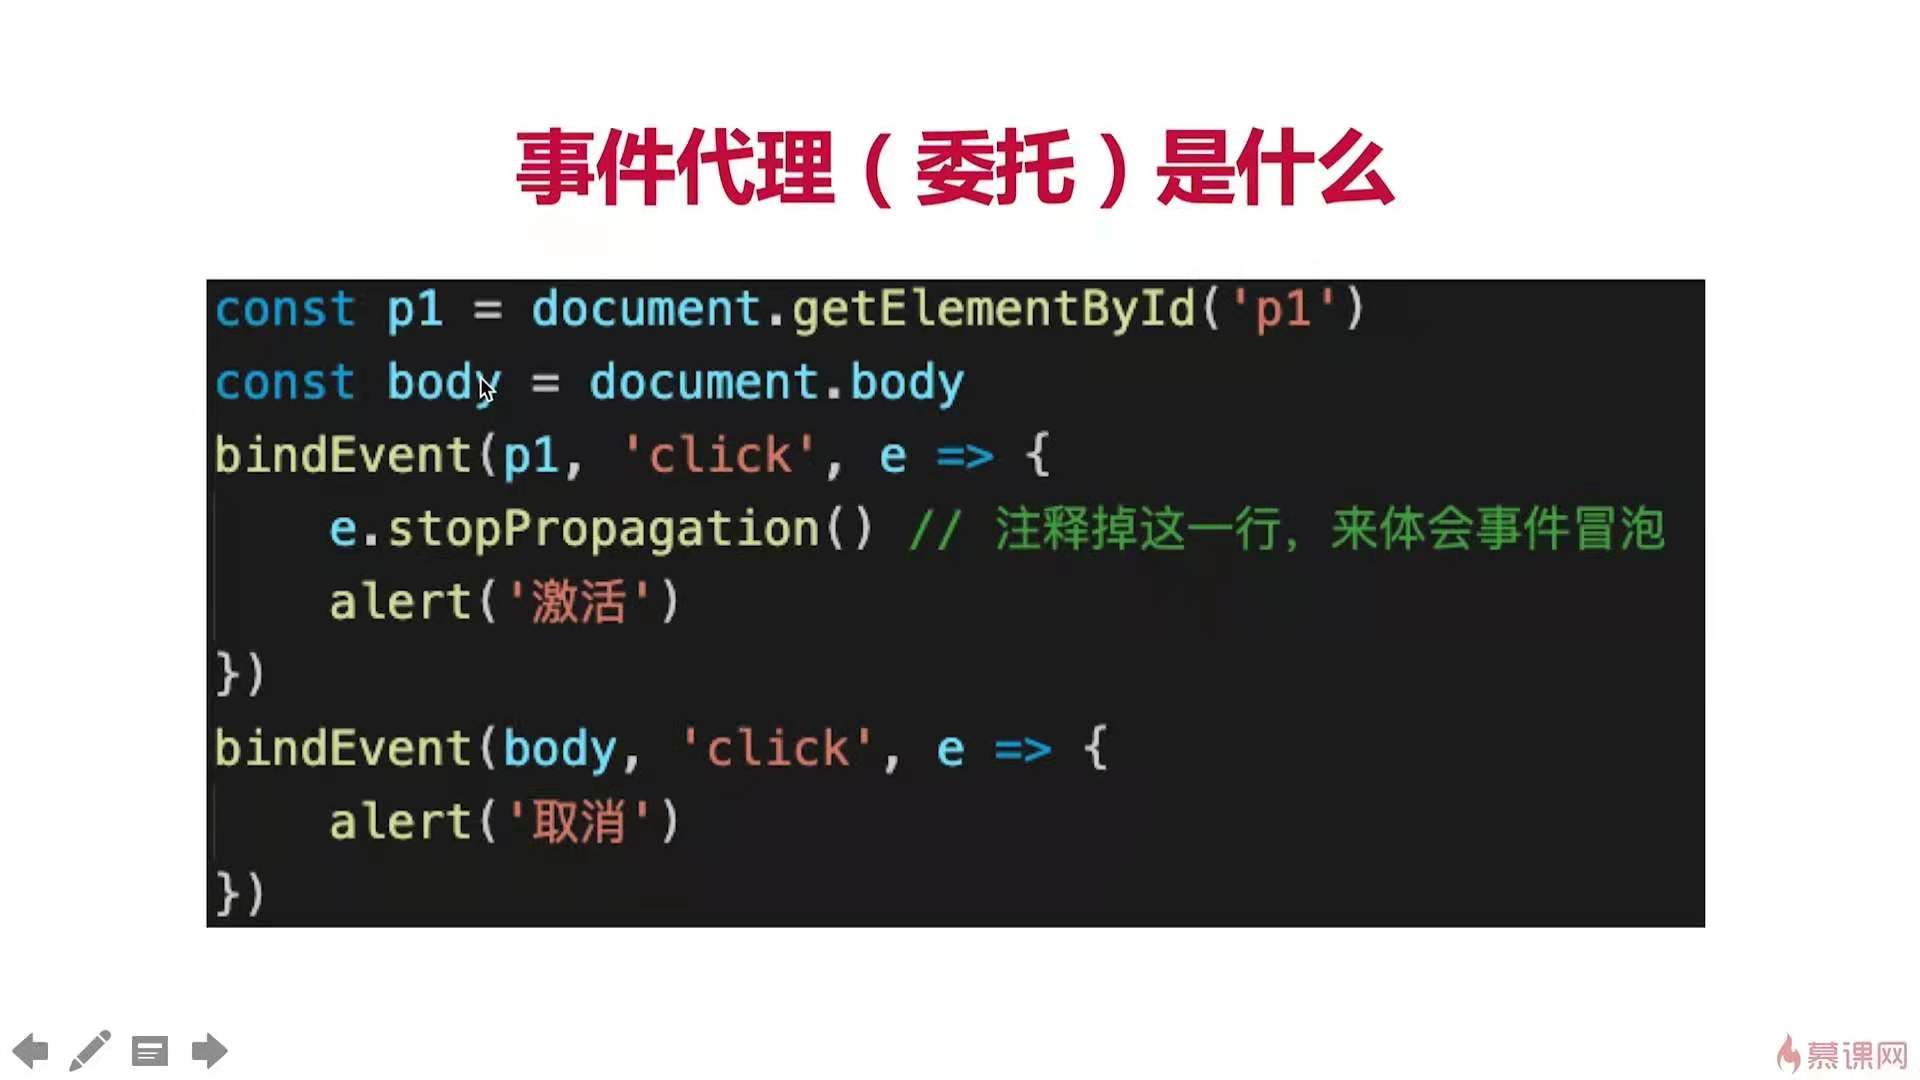 事件代理（委托）是什么
const p1 = document.getElementById('p1')
const body = document.body
bindEvent(p1, 'click', e => {
    e.stopPropagation() // 注释掉这一行，来体会事件冒泡
    alert('激活')
})
bindEvent(body, 'click', e => {
    alert('取消')
})
慕课网